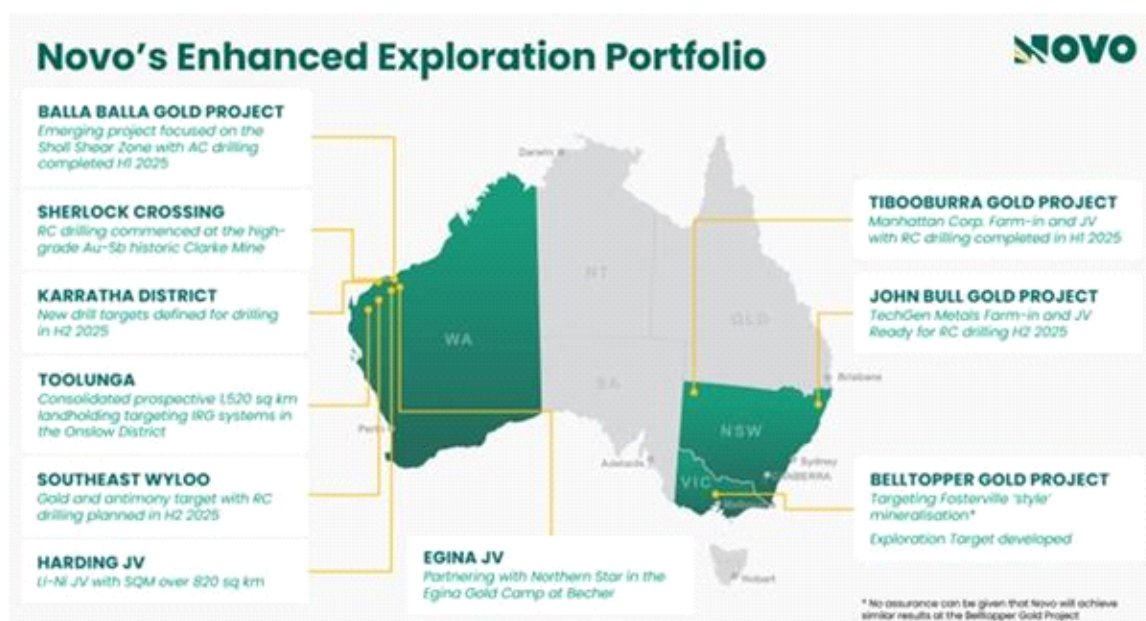 Novo's Enhanced Exploration Portfolio
NOVO
BALLA BALLA GOLD PROJECT
Emerging project focused on the
Sholl Shear Zone with AC drilling
completed H1 2025
SHERLOCK CROSSING
RC drilling commenced at the high-
grade Au-Sb historic Clarke Mine
KARRATHA DISTRICT
New drill targets defined for drilling
in H2 2025
TOOLUNGA
Consolidated prospective 1,520 sq km
landholding targeting IRG systems in
the Onslow District
SOUTHEAST WYLOO
Gold and antimony target with RC
drilling planned in H2 2025
HARDING JV
Li-Ni JV with SQM over 820 sq km
EGINA JV
Partnering with Northern Star in the
Egina Gold Camp at Becher
Darwin
NT
WA
QLD
SA
Brisbane
Perth
NSW
Adelaide
Sydney
CANBERRA
VIC
Melbourne
Hobart
TIBOOBURRA GOLD PROJECT
Manhattan Corp. Farm-in and JV
with RC drilling completed in H1 2025
JOHN BULL GOLD PROJECT
TechGen Metals Farm-in and JV
Ready for RC drilling H2 2025
BELLTOPPER GOLD PROJECT
Targeting Fosterville 'style'
mineralisation*
Exploration Target developed
* No assurance can be given that Novo will achieve
similar results at the Belltopper Gold Project